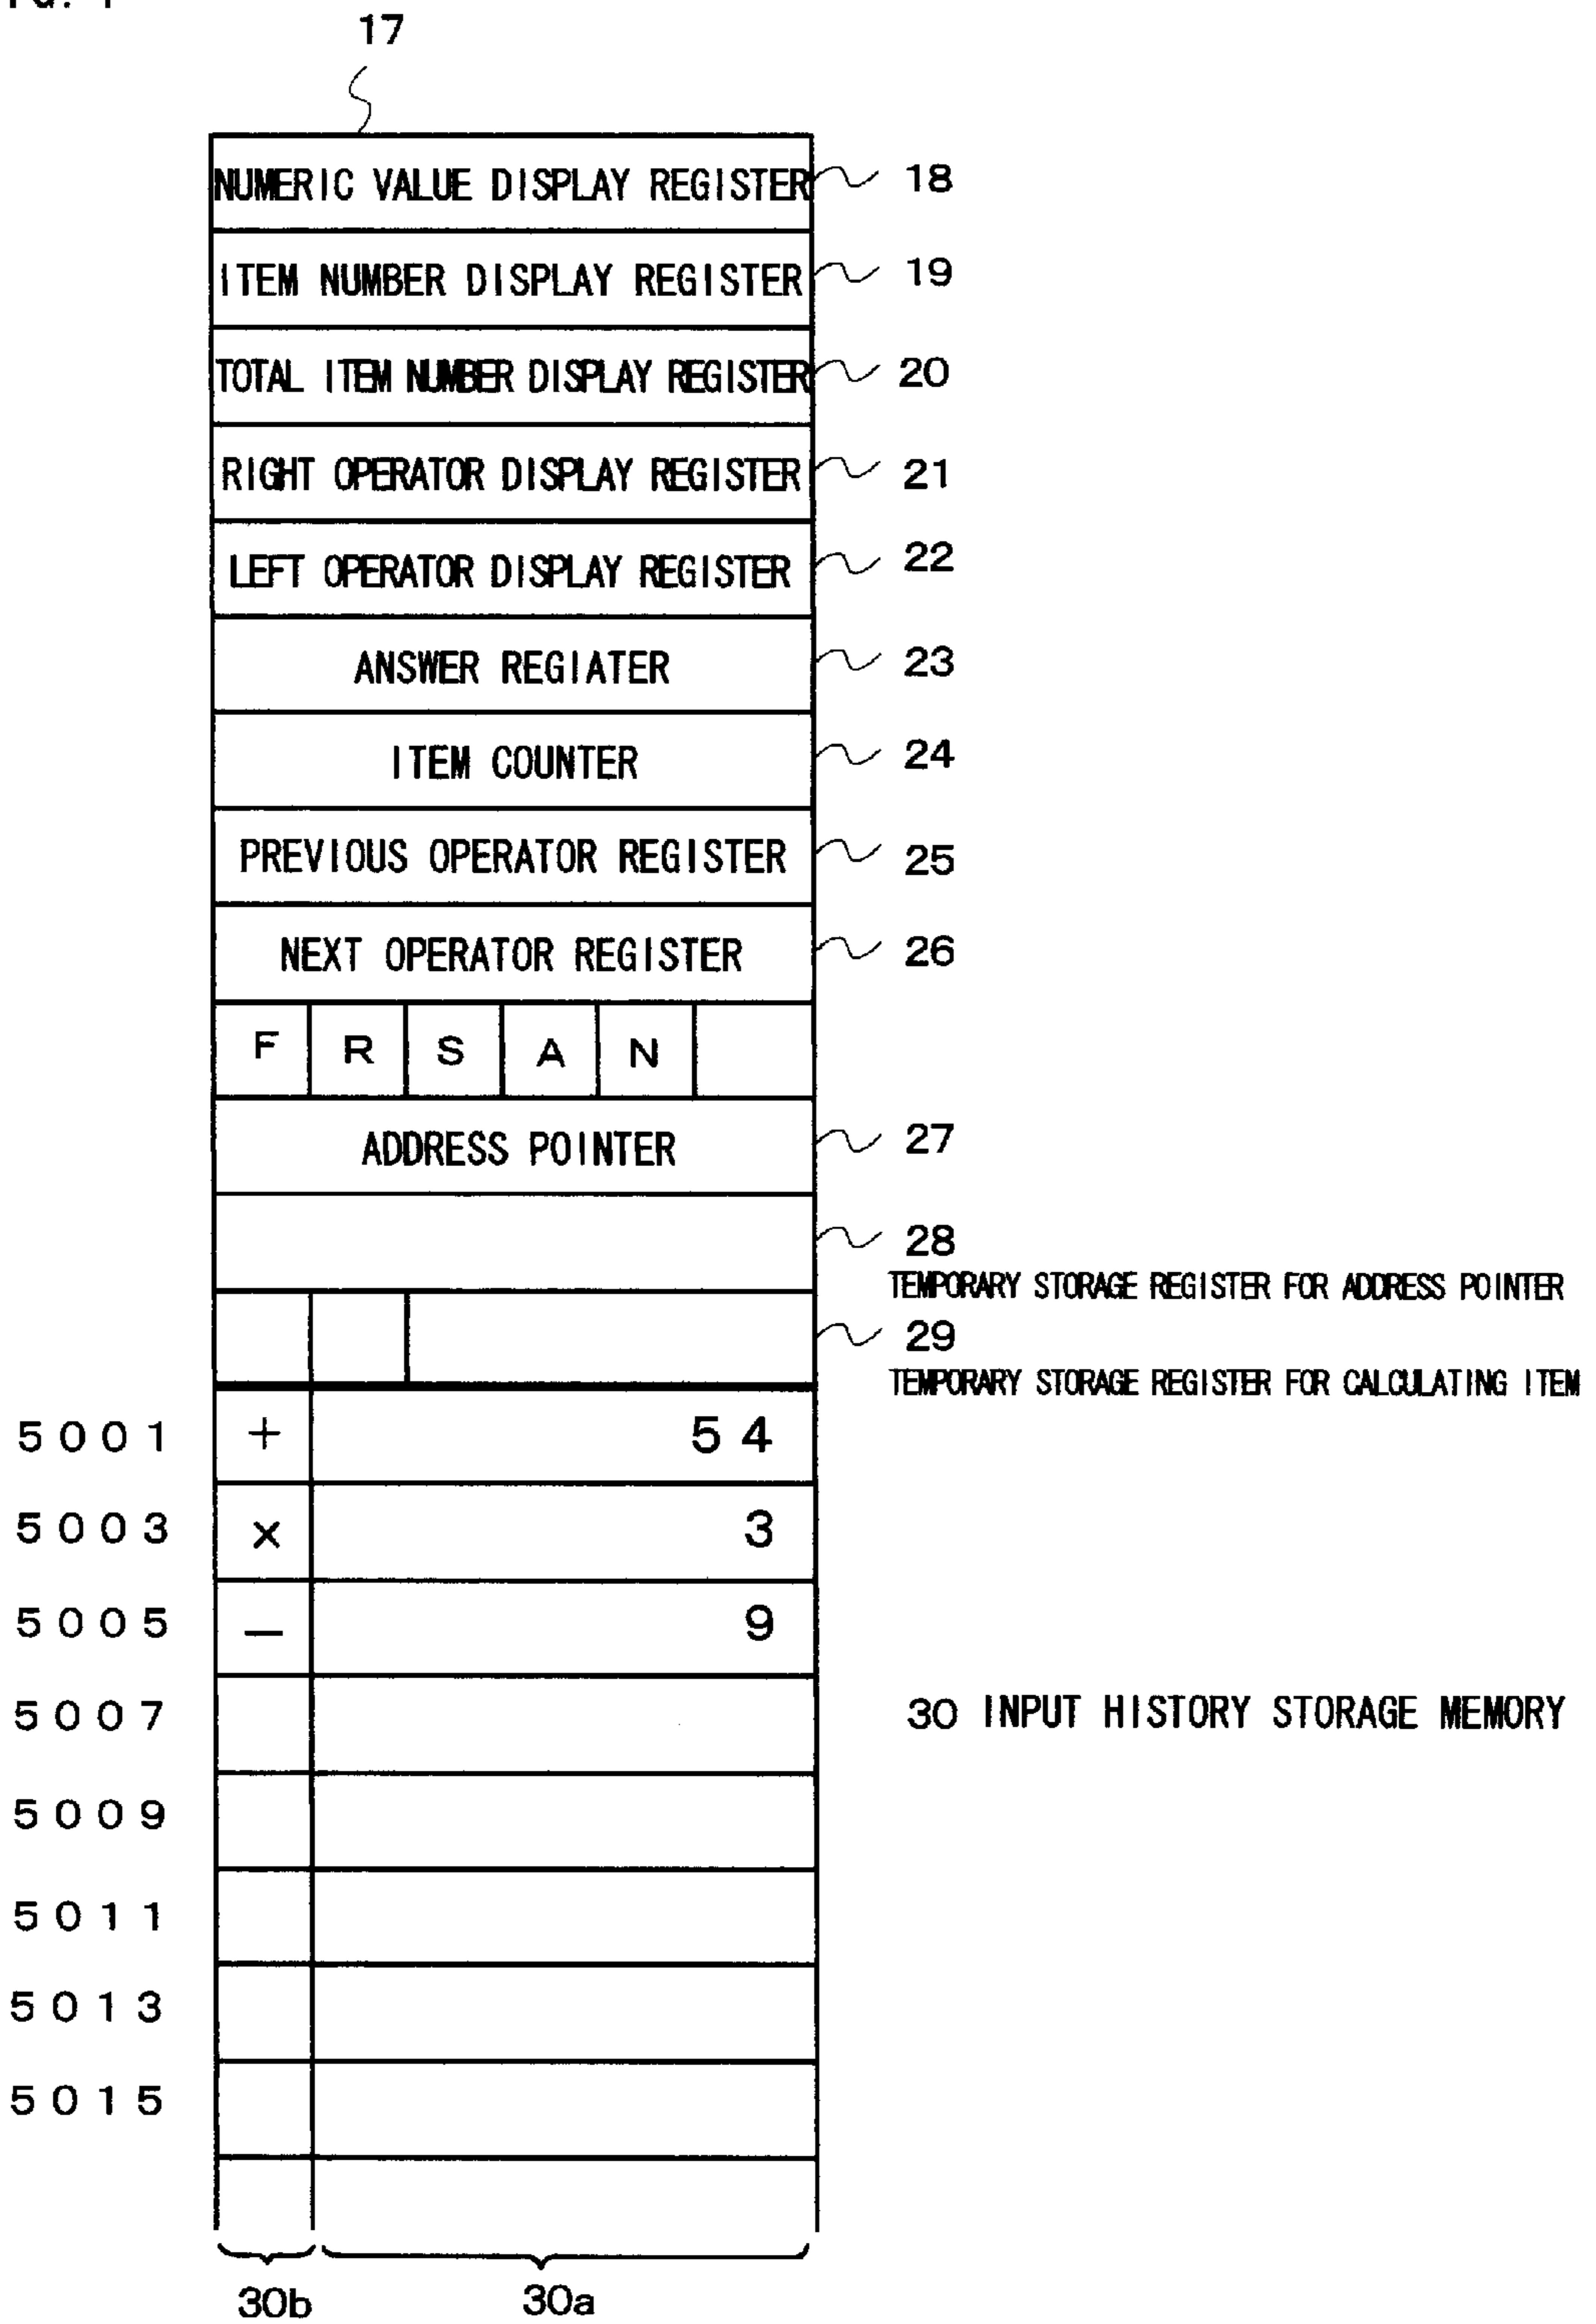 17
NUMERIC VALUE DISPLAY REGISTER 18
ITEM NUMBER DISPLAY REGISTER 19
TOTAL ITEM NUMBER DISPLAY REGISTER 20
RIGHT OPERATOR DISPLAY REGISTER 21
LEFT OPERATOR DISPLAY REGISTER 22
ANSWER REGIATER 23
ITEM COUNTER 24
PREVIOUS OPERATOR REGISTER 25
NEXT OPERATOR REGISTER 26
F R S A N
ADDRESS POINTER 27
28
TEMPORARY STORAGE REGISTER FOR ADDRESS POINTER
29
TEMPORARY STORAGE REGISTER FOR CALCULATING ITEM
5001 + 54
5003 × 3
5005 − 9
5007 30 INPUT HISTORY STORAGE MEMORY
5009
5011
5013
5015
30b 30a